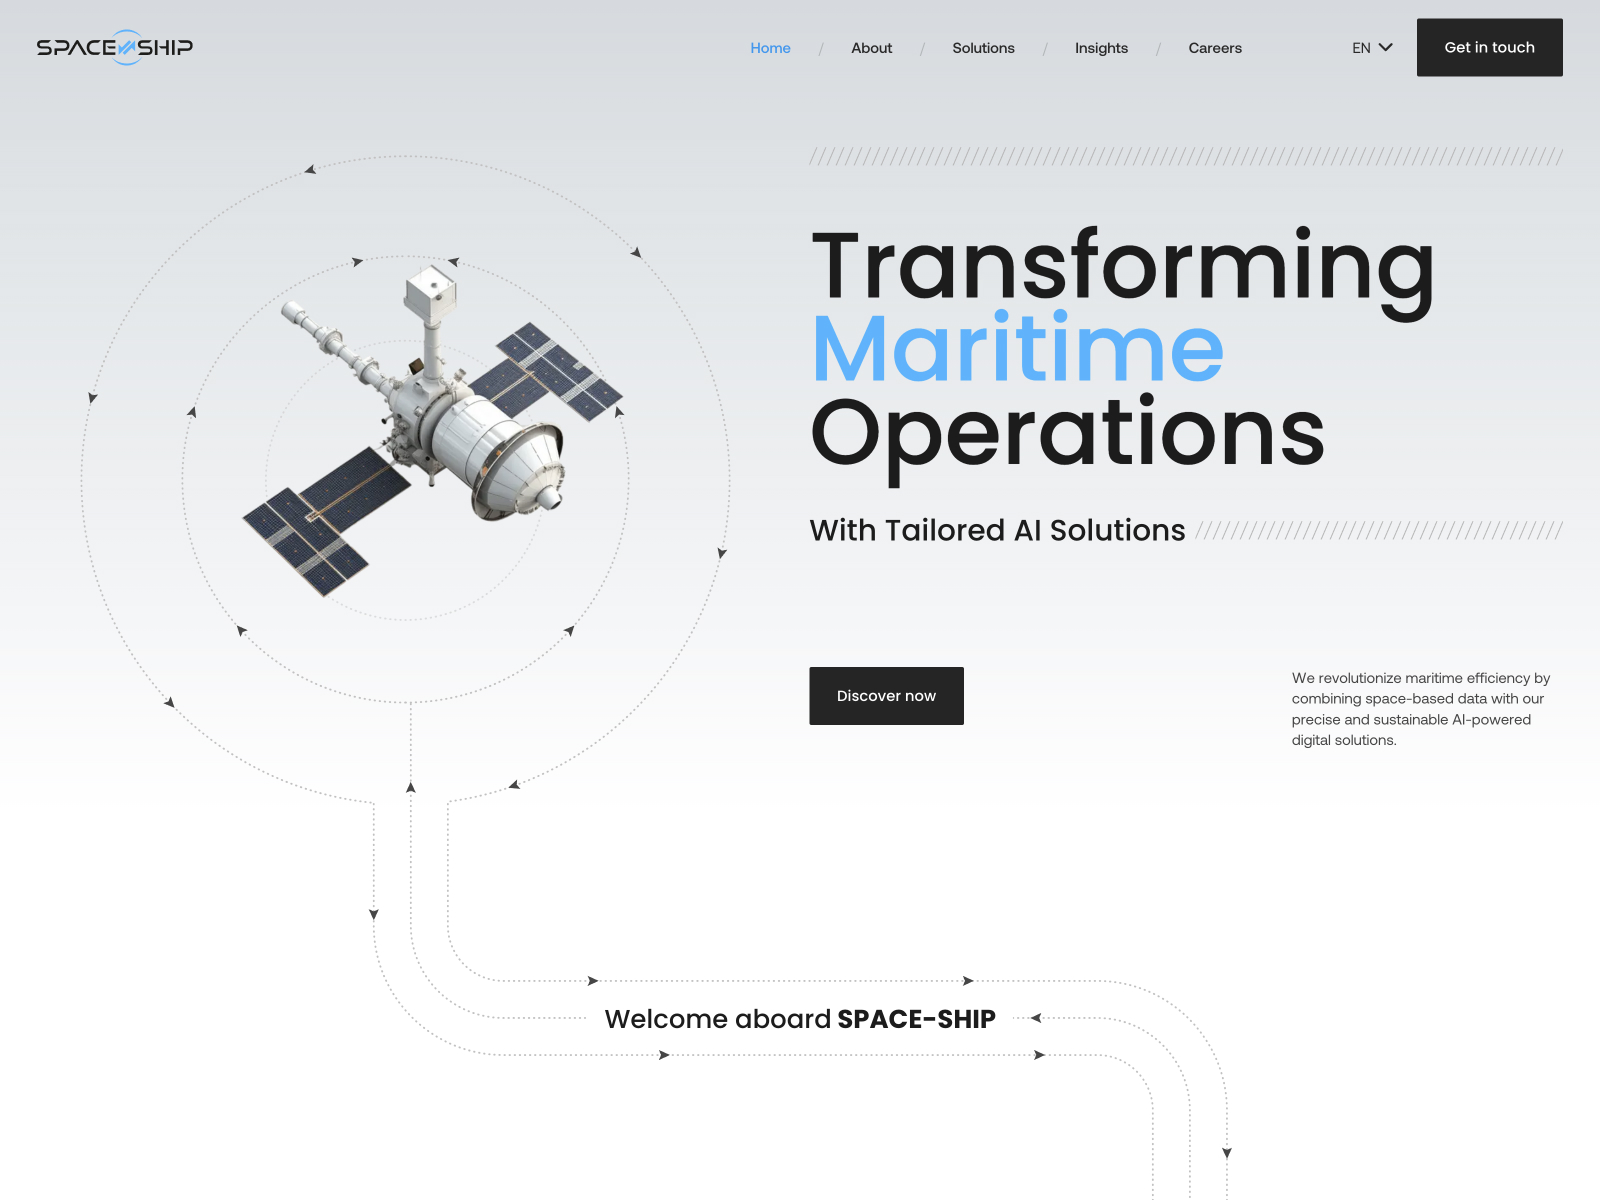 SPACE SHIP
Home / About / Solutions / Insights / Careers
EN
Get in touch
Transforming
Maritime
Operations
With Tailored AI Solutions
Discover now
We revolutionize maritime efficiency by
combining space-based data with our
precise and sustainable AI-powered
digital solutions.
Welcome aboard SPACE-SHIP